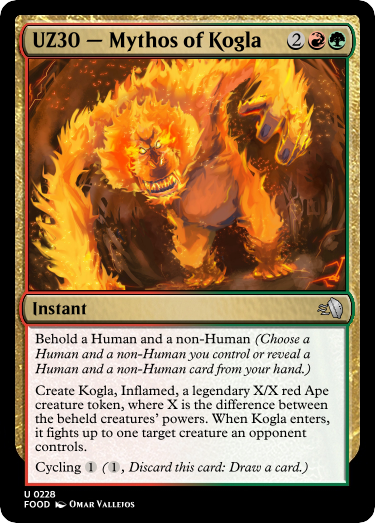 UZ30 — Mythos of Kogla 2
Instant
Behold a Human and a non-Human (Choose a
Human and a non-Human you control or reveal a
Human and a non-Human card from your hand.)
Create Kogla, Inflamed, a legendary X/X red Ape
creature token, where X is the difference between
the beheld creatures' powers. When Kogla enters,
it fights up to one target creature an opponent
controls.
Cycling 1 (1, Discard this card: Draw a card.)
U 0228
FOOD Omar Vallejos